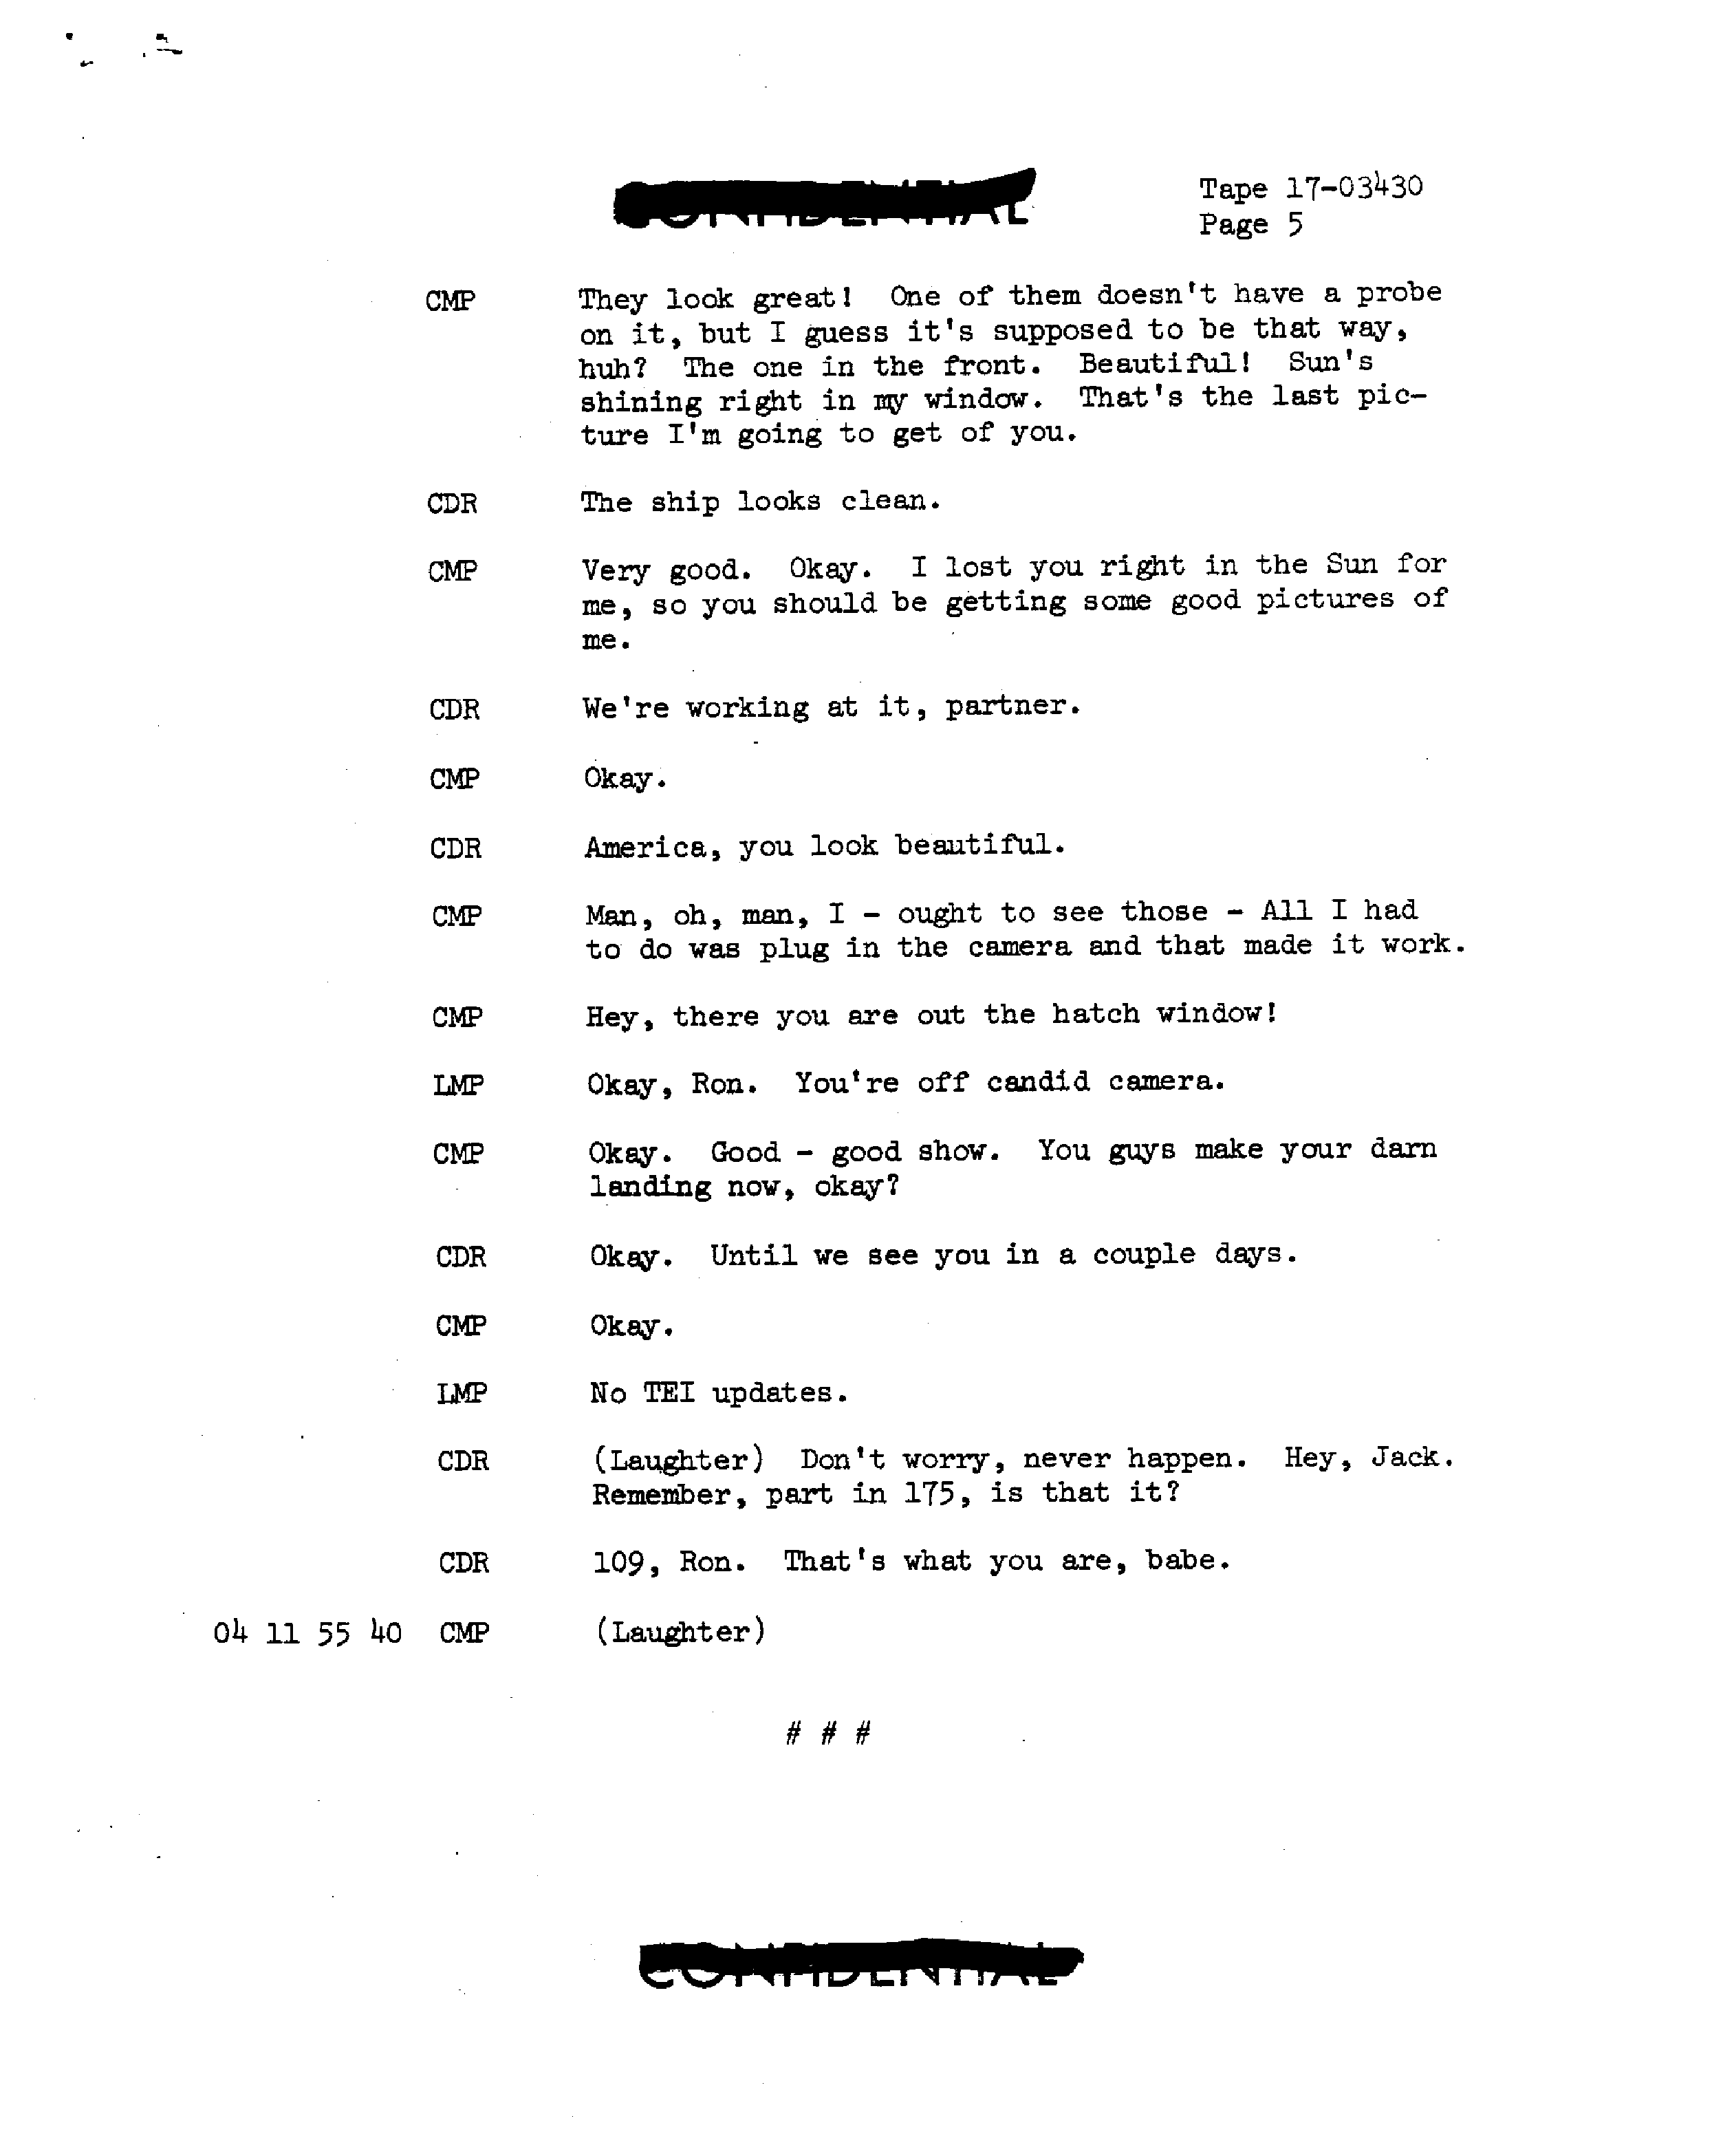 CONFIDENTIAL
Tape 17-03430
Page 5
CMP They look great! One of them doesn't have a probe
on it, but I guess it's supposed to be that way,
huh? The one in the front. Beautiful! Sun's
shining right in my window. That's the last pic-
ture I'm going to get of you.
CDR The ship looks clean.
CMP Very good. Okay. I lost you right in the Sun for
me, so you should be getting some good pictures of
me.
CDR We're working at it, partner.
CMP Okay.
CDR America, you look beautiful.
CMP Man, oh, man, I - ought to see those - All I had
to do was plug in the camera and that made it work.
CMP Hey, there you are out the hatch window!
LMP Okay, Ron. You're off candid camera.
CMP Okay. Good - good show. You guys make your darn
landing now, okay?
CDR Okay. Until we see you in a couple days.
CMP Okay.
LMP No TEI updates.
CDR (Laughter) Don't worry, never happen. Hey, Jack.
Remember, part in 175, is that it?
CDR 109, Ron. That's what you are, babe.
04 11 55 40 CMP (Laughter)
# # #
CONFIDENTIAL